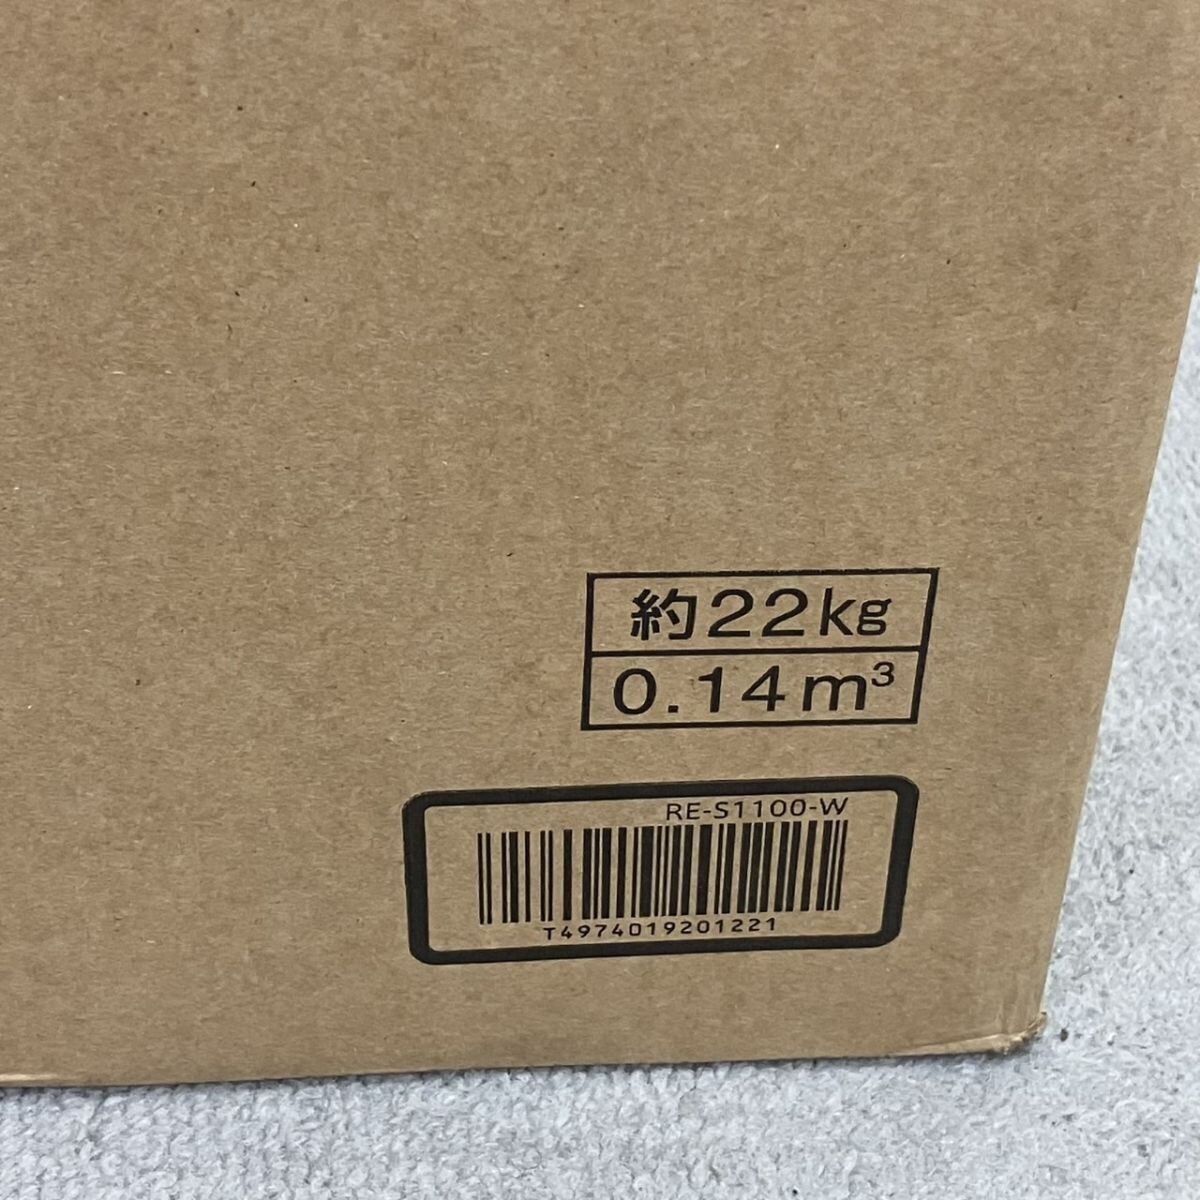 約22kg
0.14m³
RE-S1100-W
T4974019201221